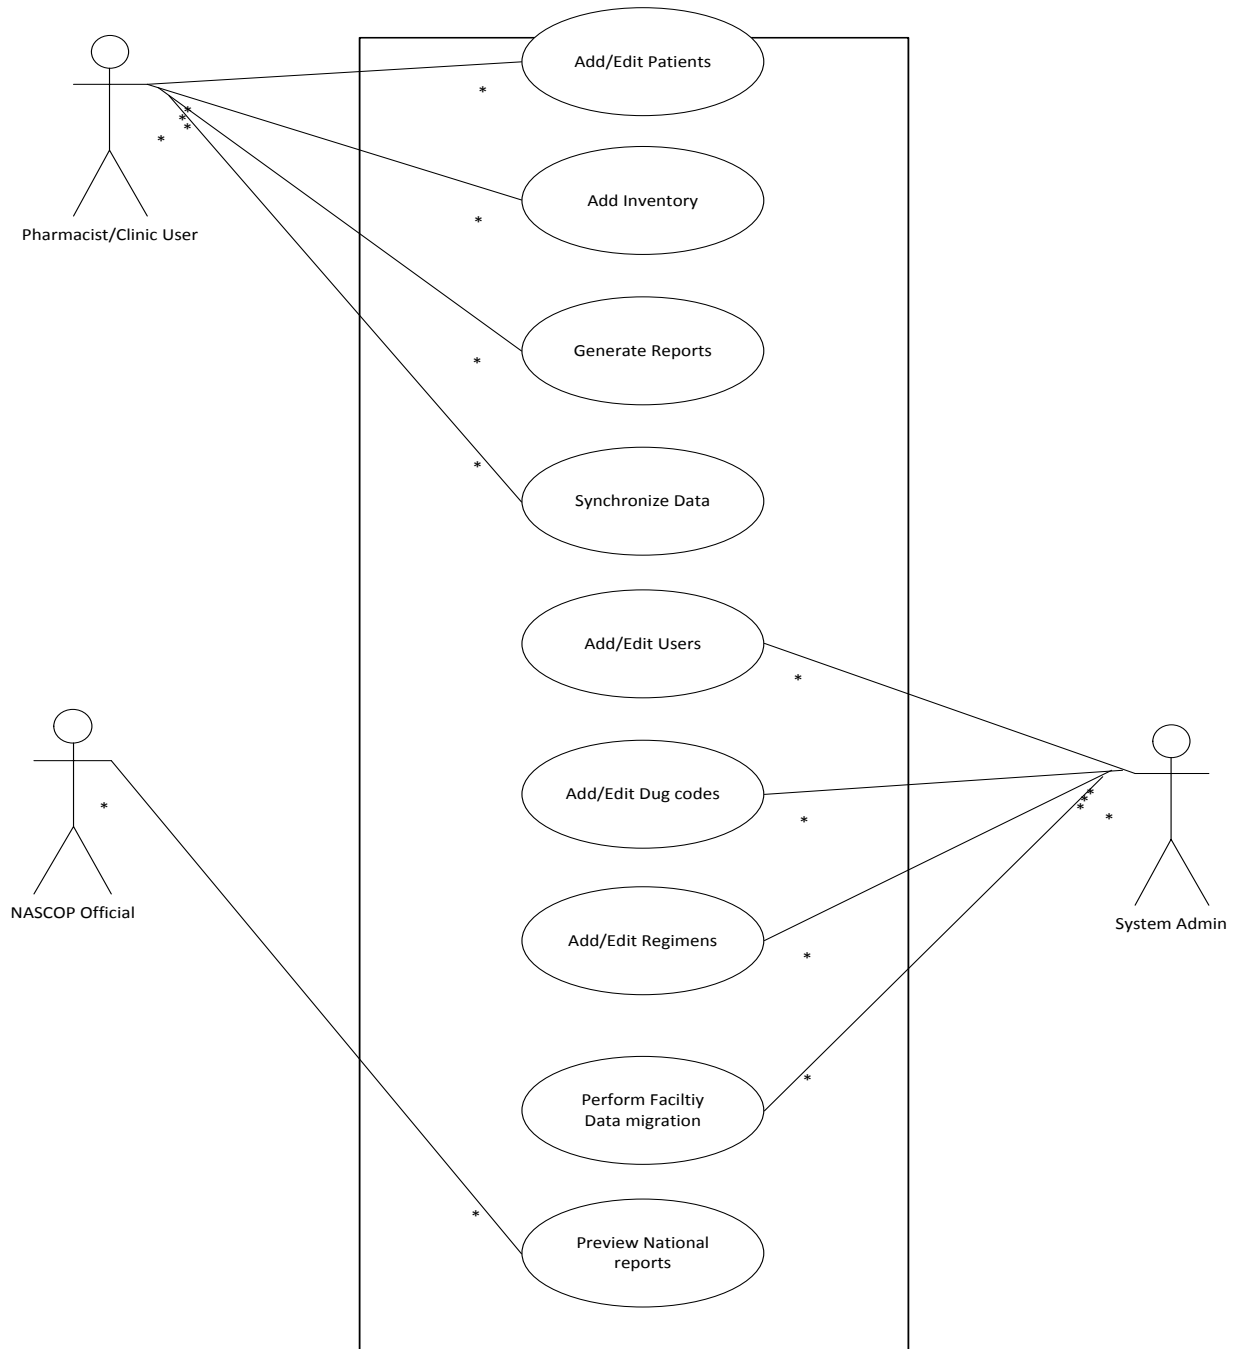 Add/Edit Patients
*
*
*
*
*
Add Inventory
*
Pharmacist/Clinic User
Generate Reports
*
*
Synchronize Data
Add/Edit Users
*
NASCOP Official
*
Add/Edit Dug codes
*
*
*
*
*
System Admin
Add/Edit Regimens
*
Perform Faciltiy
Data migration
*
*
Preview National
reports